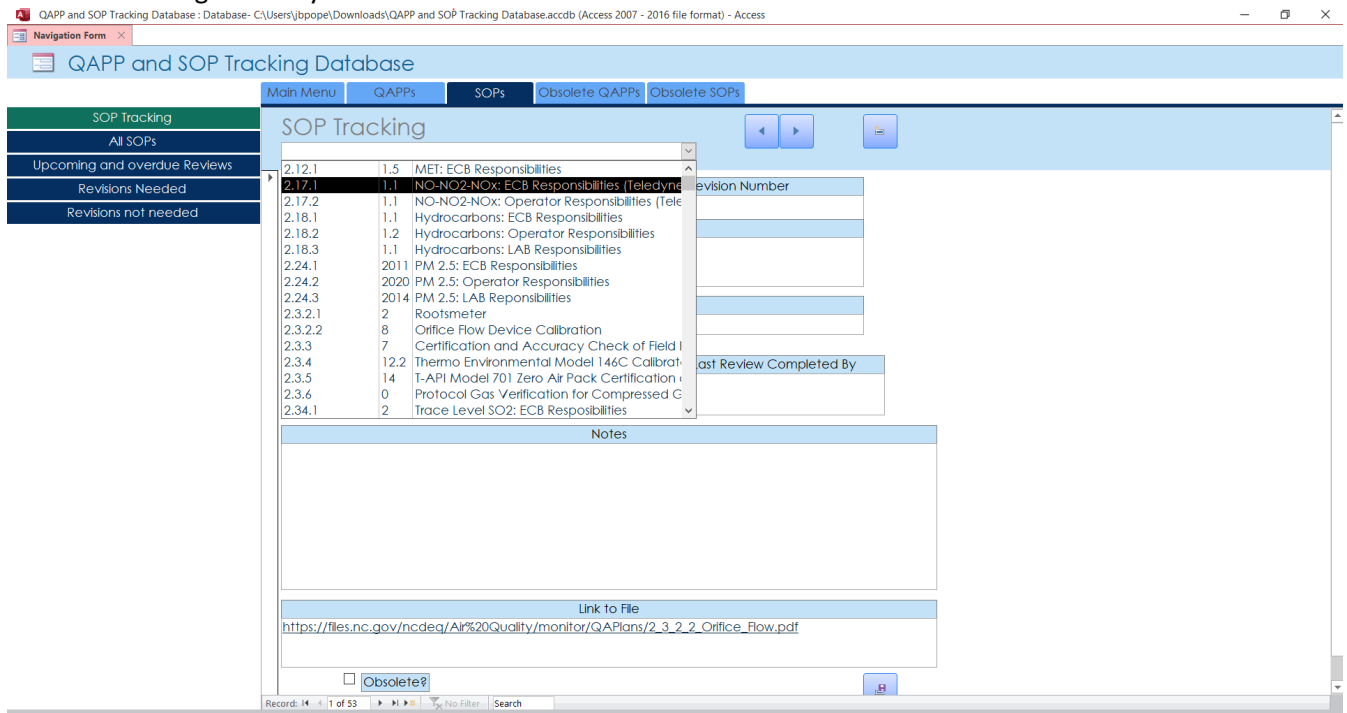 QAPP and SOP Tracking Database : Database- C:\Users\jbpope\Downloads\QAPP and SOP Tracking Database.accdb (Access 2007 - 2016 file format) - Access
Navigation Form
QAPP and SOP Tracking Database
Main Menu QAPPs SOPs Obsolete QAPPs Obsolete SOPs
SOP Tracking
All SOPs
Upcoming and overdue Reviews
Revisions Needed
Revisions not needed
SOP Tracking
2.12.1 1.5 MET: ECB Responsibilities
2.17.1 1.1 NO-NO2-NOx: ECB Responsibilities (Teledyne evision Number
2.17.2 1.1 NO-NO2-NOx: Operator Responsibilities (Tele
2.18.1 1.1 Hydrocarbons: ECB Responsibilities
2.18.2 1.2 Hydrocarbons: Operator Responsibilities
2.18.3 1.1 Hydrocarbons: LAB Responsibilities
2.24.1 2011 PM 2.5: ECB Responsibilities
2.24.2 2020 PM 2.5: Operator Responsibilities
2.24.3 2014 PM 2.5: LAB Reponsibilities
2.3.2.1 2 Rootsmeter
2.3.2.2 8 Orifice Flow Device Calibration
2.3.3 7 Certification and Accuracy Check of Field
2.3.4 12.2 Thermo Environmental Model 146C Calibrat ast Review Completed By
2.3.5 14 T-API Model 701 Zero Air Pack Certification
2.3.6 0 Protocol Gas Verification for Compressed G
2.34.1 2 Trace Level SO2: ECB Resposibilities
Notes
Link to File
https://files.nc.gov/ncdeq/Air%20Quality/monitor/QAPlans/2_3_2_2_Orifice_Flow.pdf
Obsolete?
Record: 1 of 53 No Filter Search